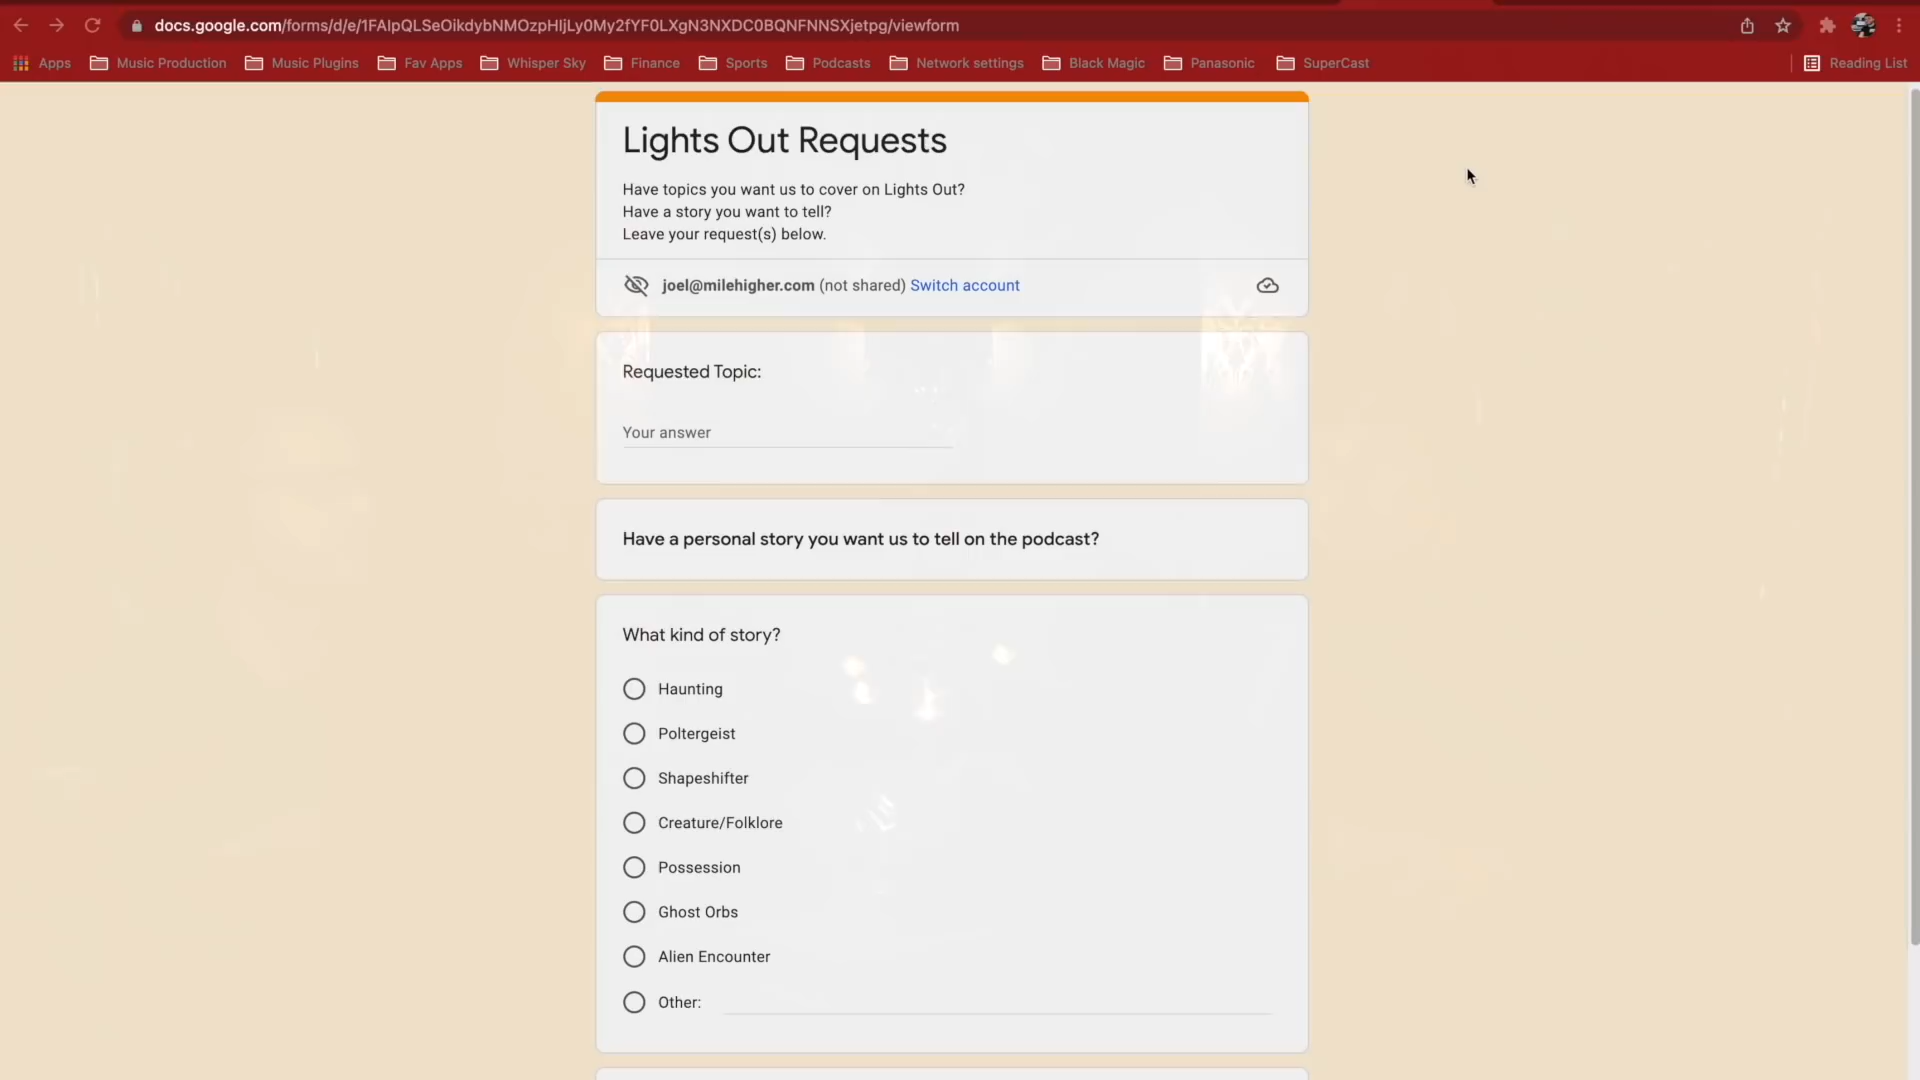 docs.google.com/forms/d/e/1FAIpQLSeOikdybNMOzpHIjLy0My2fYF0LXgN3NXDC0BQNFNNSXjetpg/viewform
Apps Music Production Music Plugins Fav Apps Whisper Sky Finance Sports Podcasts Network settings Black Magic Panasonic SuperCast Reading List
Lights Out Requests
Have topics you want us to cover on Lights Out?
Have a story you want to tell?
Leave your request(s) below.
joel@milehigher.com (not shared) Switch account
Requested Topic:
Your answer
Have a personal story you want us to tell on the podcast?
What kind of story?
Haunting
Poltergeist
Shapeshifter
Creature/Folklore
Possession
Ghost Orbs
Alien Encounter
Other: